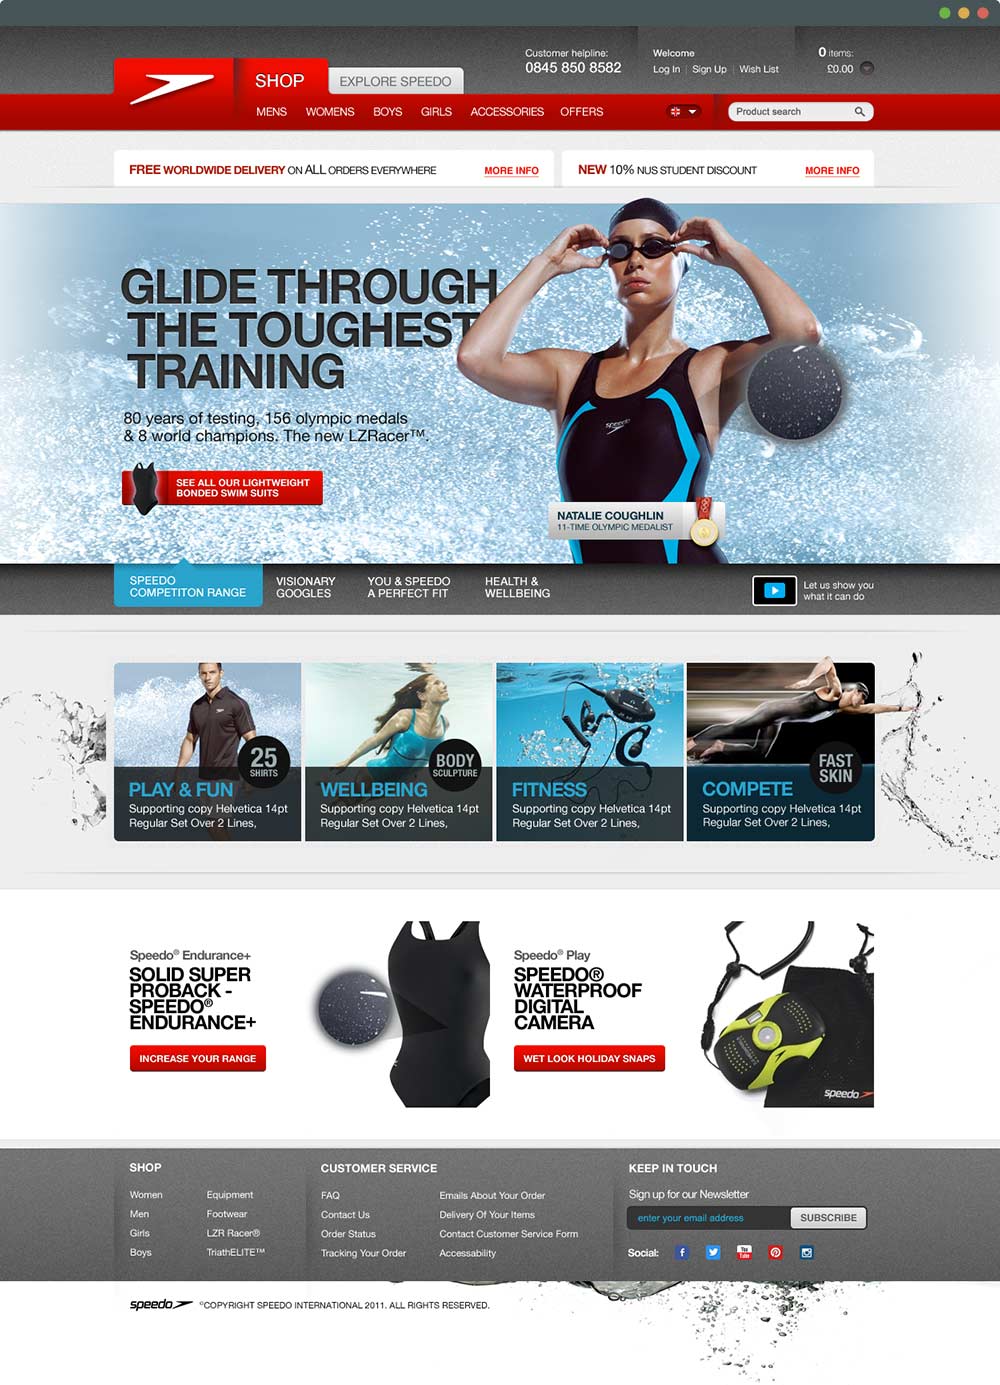 Customer helpline:
0845 850 8582
Welcome
Log In | Sign Up | Wish List
0 items:
£0.00
SHOP
EXPLORE SPEEDO
MENS WOMENS BOYS GIRLS ACCESSORIES OFFERS
Product search
FREE WORLDWIDE DELIVERY ON ALL ORDERS EVERYWHERE
MORE INFO
NEW 10% NUS STUDENT DISCOUNT
MORE INFO
GLIDE THROUGH
THE TOUGHEST
TRAINING
80 years of testing, 156 olympic medals
& 8 world champions. The new LZRacer™.
SEE ALL OUR LIGHTWEIGHT
BONDED SWIM SUITS
speedo
NATALIE COUGHLIN
11-TIME OLYMPIC MEDALIST
SPEEDO
COMPETITON RANGE
VISIONARY
GOOGLES
YOU & SPEEDO
A PERFECT FIT
HEALTH &
WELLBEING
Let us show you
what it can do
25
SHIRTS
PLAY & FUN
Supporting copy Helvetica 14pt
Regular Set Over 2 Lines,
BODY
SCULPTURE
WELLBEING
Supporting copy Helvetica 14pt
Regular Set Over 2 Lines,
FITNESS
Supporting copy Helvetica 14pt
Regular Set Over 2 Lines,
FAST
SKIN
COMPETE
Supporting copy Helvetica 14pt
Regular Set Over 2 Lines,
Speedo® Endurance+
SOLID SUPER
PROBACK -
SPEEDO®
ENDURANCE+
INCREASE YOUR RANGE
Speedo® Play
SPEEDO®
WATERPROOF
DIGITAL
CAMERA
WET LOOK HOLIDAY SNAPS
speedo
SHOP
Women
Men
Girls
Boys
Equipment
Footwear
LZR Racer®
TriathELITE™
CUSTOMER SERVICE
FAQ
Contact Us
Order Status
Tracking Your Order
Emails About Your Order
Delivery Of Your Items
Contact Customer Service Form
Accessability
KEEP IN TOUCH
Sign up for our Newsletter
enter your email address
SUBSCRIBE
Social:
You
Tube
speedo
©COPYRIGHT SPEEDO INTERNATIONAL 2011. ALL RIGHTS RESERVED.